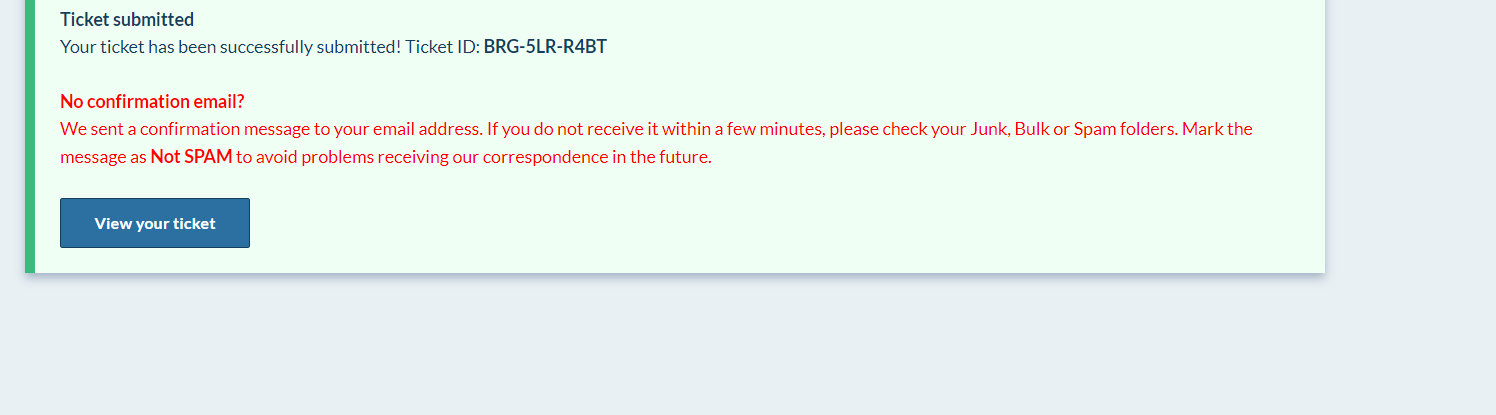 Ticket submitted
Your ticket has been successfully submitted! Ticket ID: BRG-5LR-R4BT
No confirmation email?
We sent a confirmation message to your email address. If you do not receive it within a few minutes, please check your Junk, Bulk or Spam folders. Mark the
message as Not SPAM to avoid problems receiving our correspondence in the future.
View your ticket